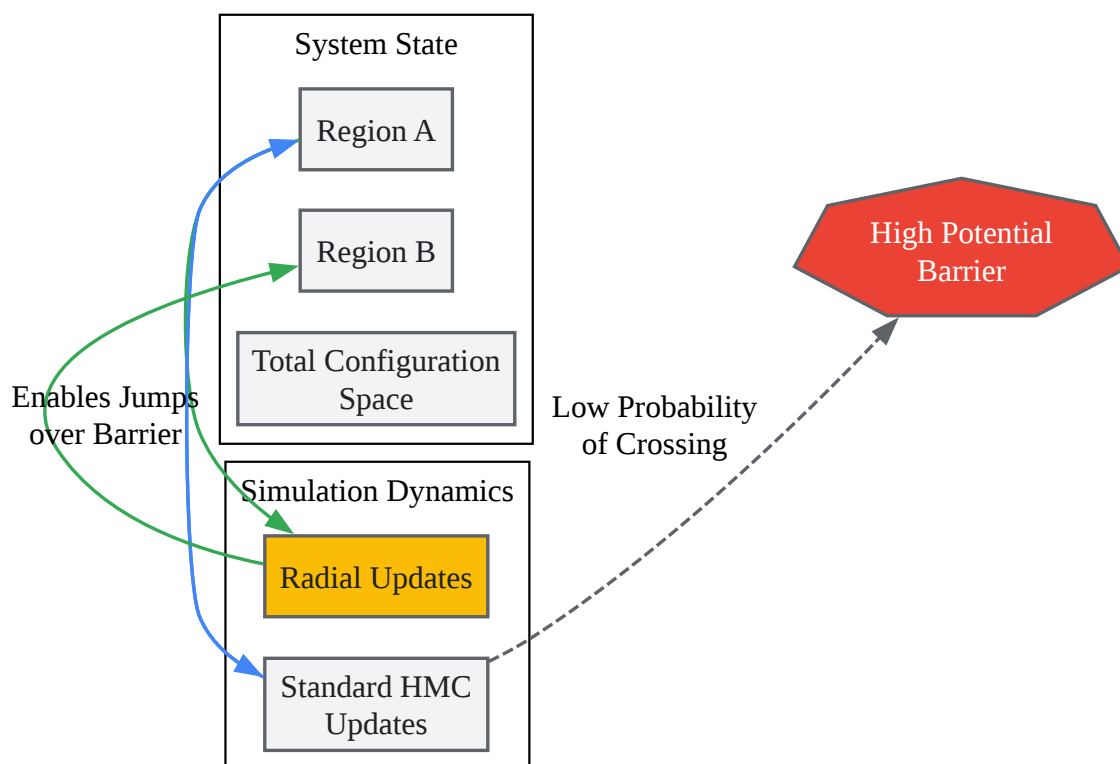 System State
Region A
Region B
High Potential
Barrier
Total Configuration
Space
Enables Jumps
over Barrier
Low Probability
of Crossing
Simulation Dynamics
Radial Updates
Standard HMC
Updates